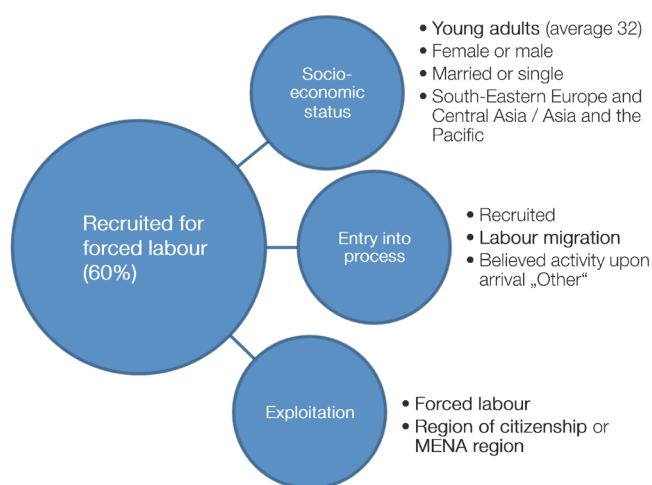 Recruited for
forced labour
(60%)
Socio-
economic
status
• Young adults (average 32)
• Female or male
• Married or single
• South-Eastern Europe and
Central Asia / Asia and the
Pacific
Entry into
process
• Recruited
• Labour migration
• Believed activity upon
arrival „Other“
Exploitation
• Forced labour
• Region of citizenship or
MENA region